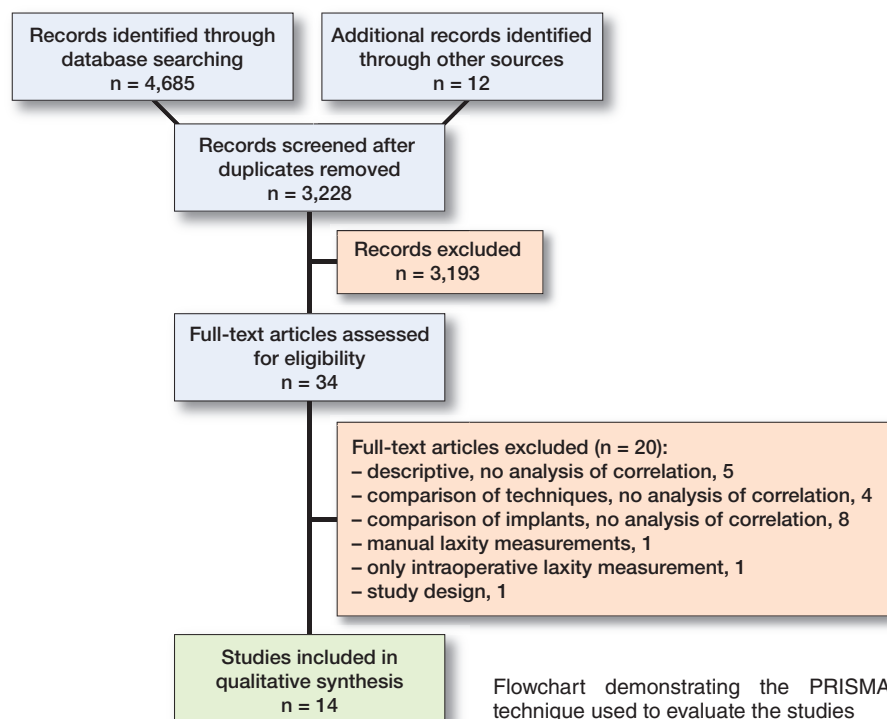 Records identified through
database searching
n = 4,685
Additional records identified
through other sources
n = 12
Records screened after
duplicates removed
n = 3,228
Records excluded
n = 3,193
Full-text articles assessed
for eligibility
n = 34
Full-text articles excluded (n = 20):
– descriptive, no analysis of correlation, 5
– comparison of techniques, no analysis of correlation, 4
– comparison of implants, no analysis of correlation, 8
– manual laxity measurements, 1
– only intraoperative laxity measurement, 1
– study design, 1
Studies included in
qualitative synthesis
n = 14
Flowchart demonstrating the PRISMA
technique used to evaluate the studies